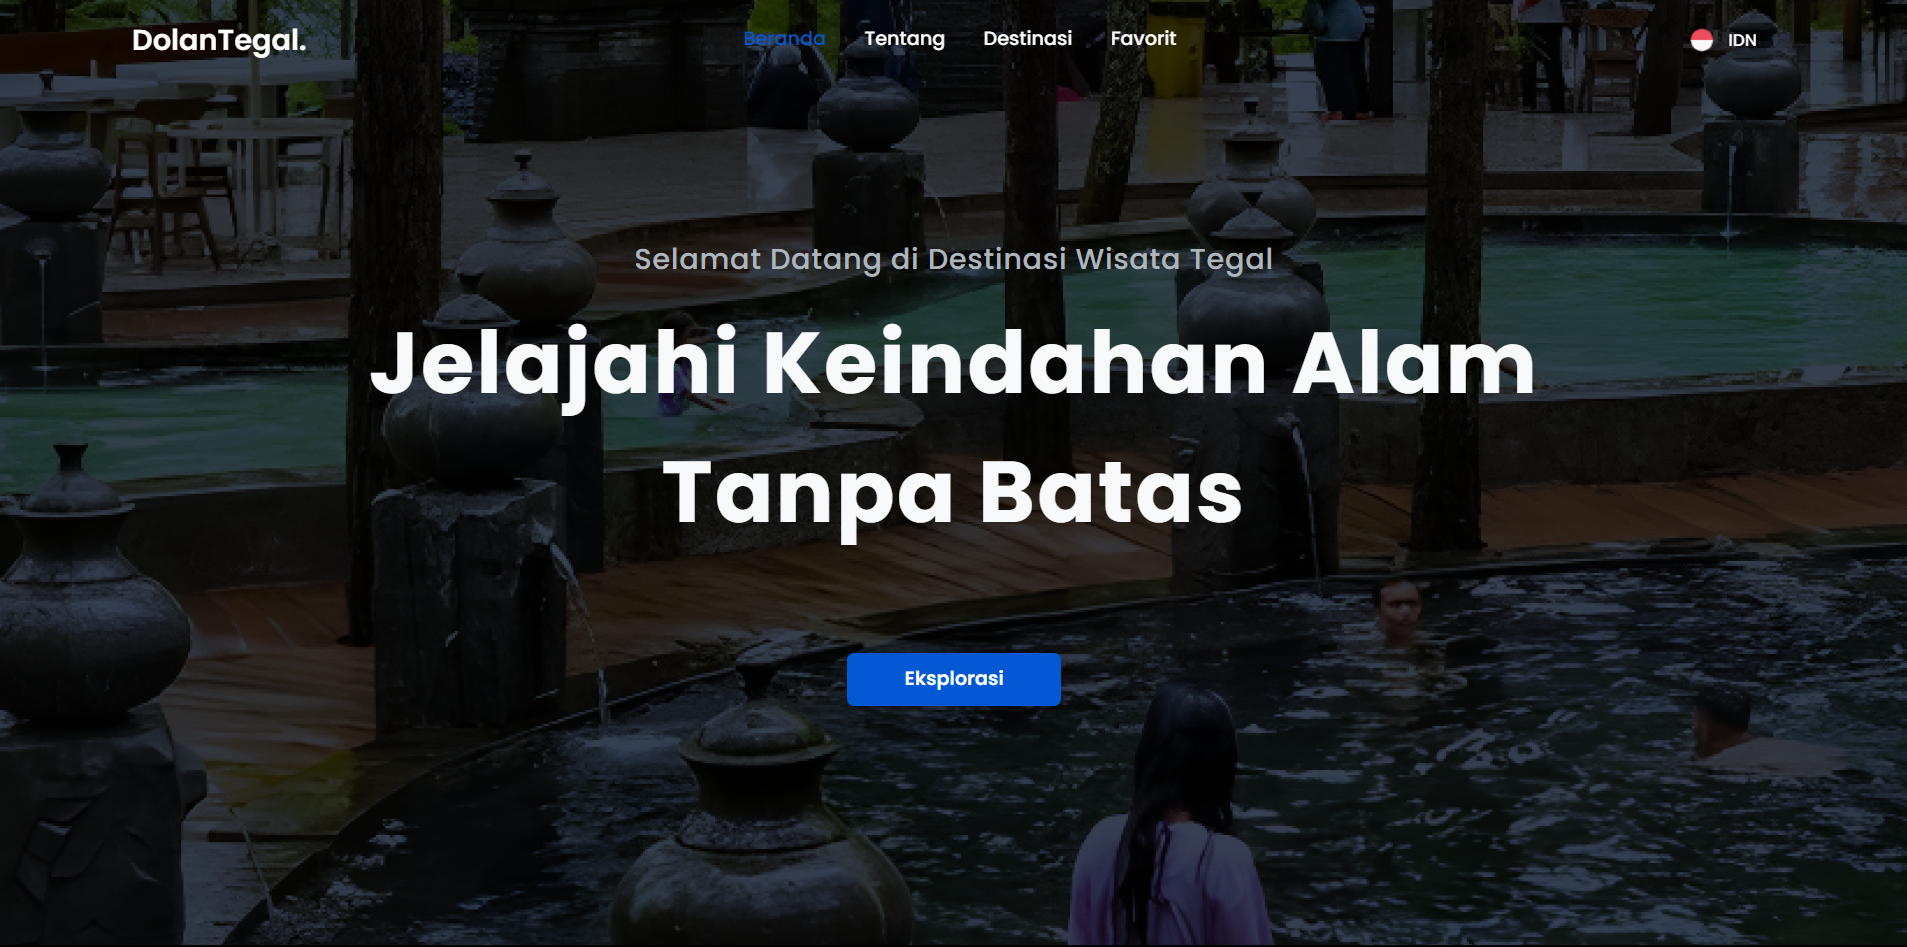 DolanTegal.
Beranda Tentang Destinasi Favorit
IDN
Selamat Datang di Destinasi Wisata Tegal
Jelajahi Keindahan Alam
Tanpa Batas
Eksplorasi